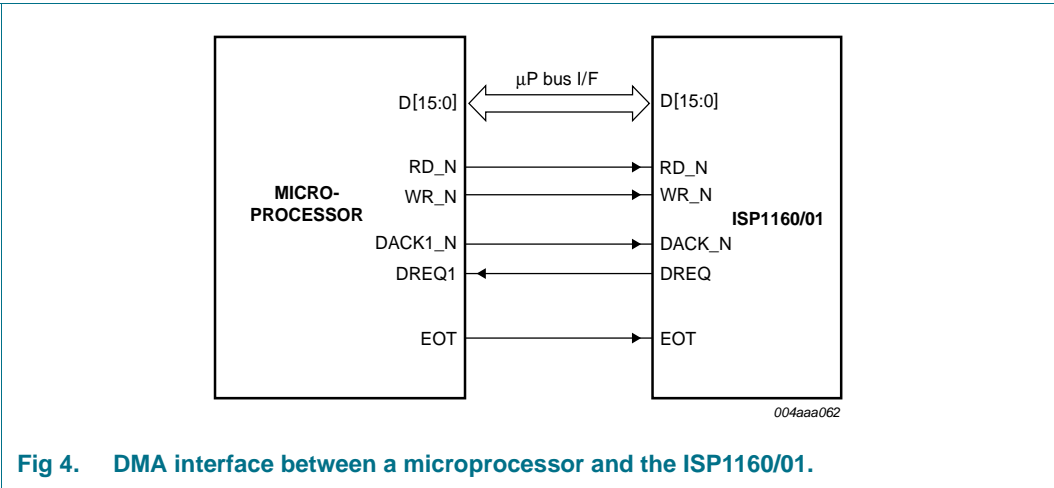 µP bus I/F
D[15:0]
D[15:0]
RD_N
RD_N
MICRO-
PROCESSOR
WR_N
WR_N
ISP1160/01
DACK1_N
DACK_N
DREQ1
DREQ
EOT
EOT
004aaa062
Fig 4. DMA interface between a microprocessor and the ISP1160/01.